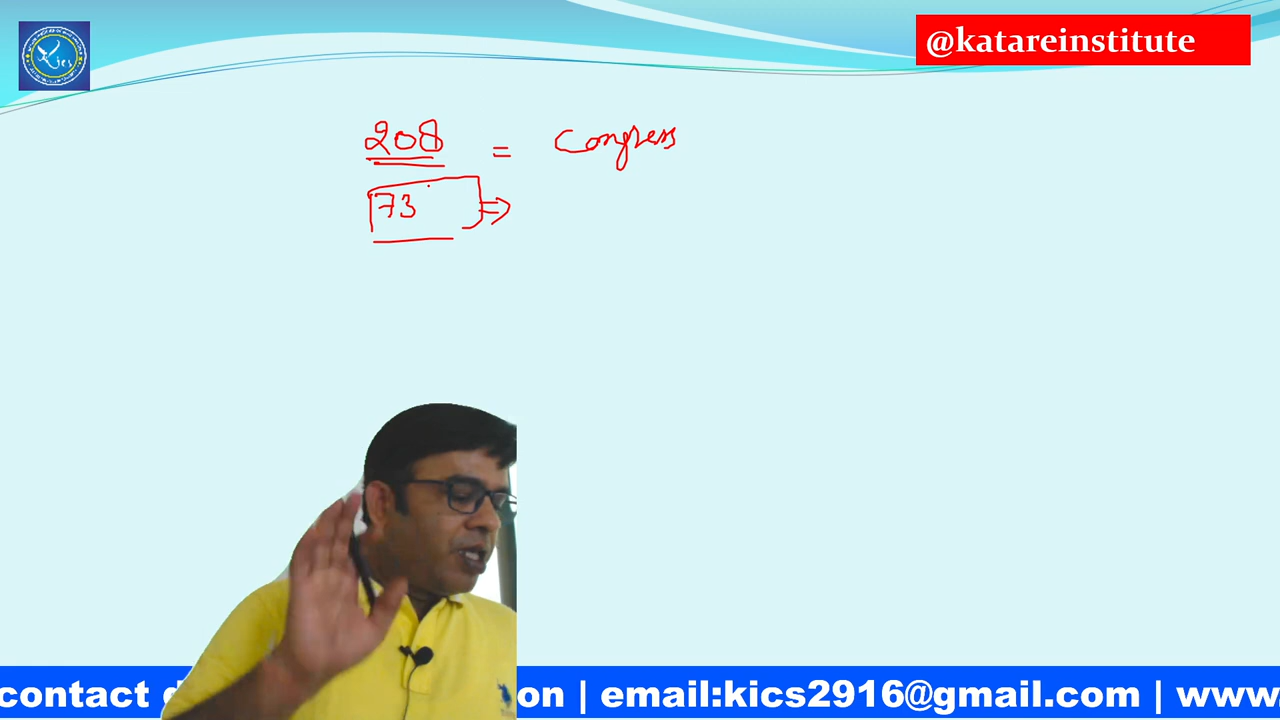 @katareinstitute
208 = Congress
73 ⇒
contact d on | email:kics2916@gmail.com | www.